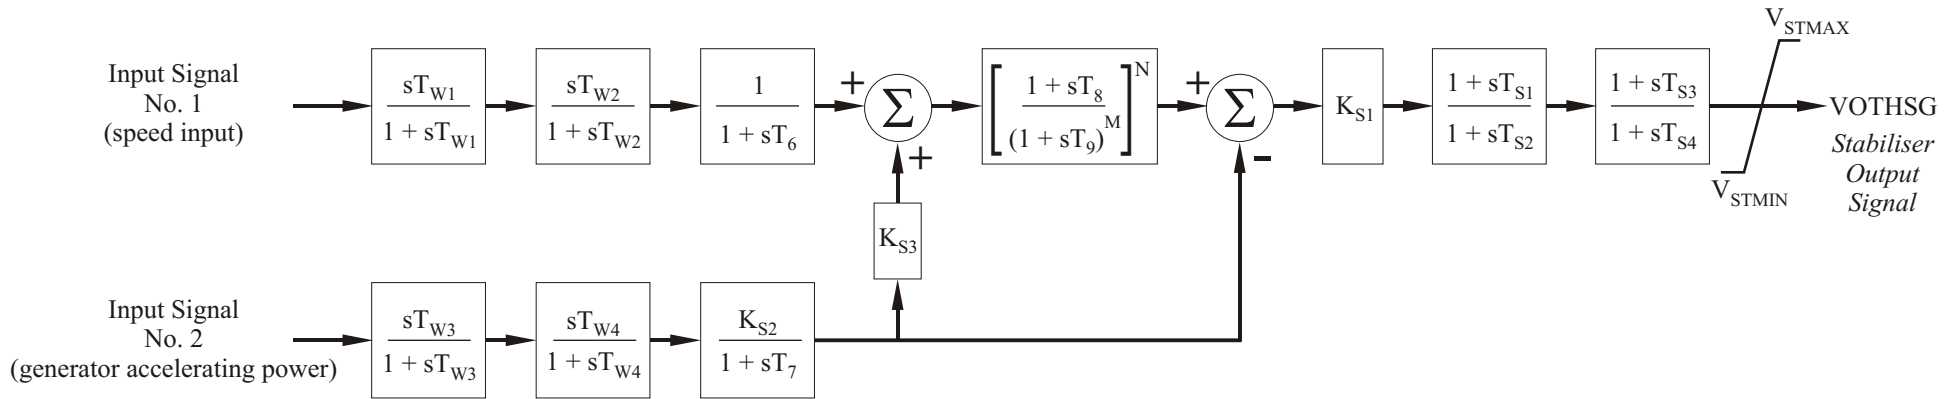 Input Signal
No. 1
(speed input)
sT_W1
1 + sT_W1
sT_W2
1 + sT_W2
1
1 + sT_6
+
Σ
+
K_S3
[ 1 + sT_8 ]^N
(1 + sT_9)^M
+
Σ
-
K_S1
1 + sT_S1
1 + sT_S2
1 + sT_S3
1 + sT_S4
V_STMAX
V_STMIN
VOTHSG
Stabiliser
Output
Signal
Input Signal
No. 2
(generator accelerating power)
sT_W3
1 + sT_W3
sT_W4
1 + sT_W4
K_S2
1 + sT_7